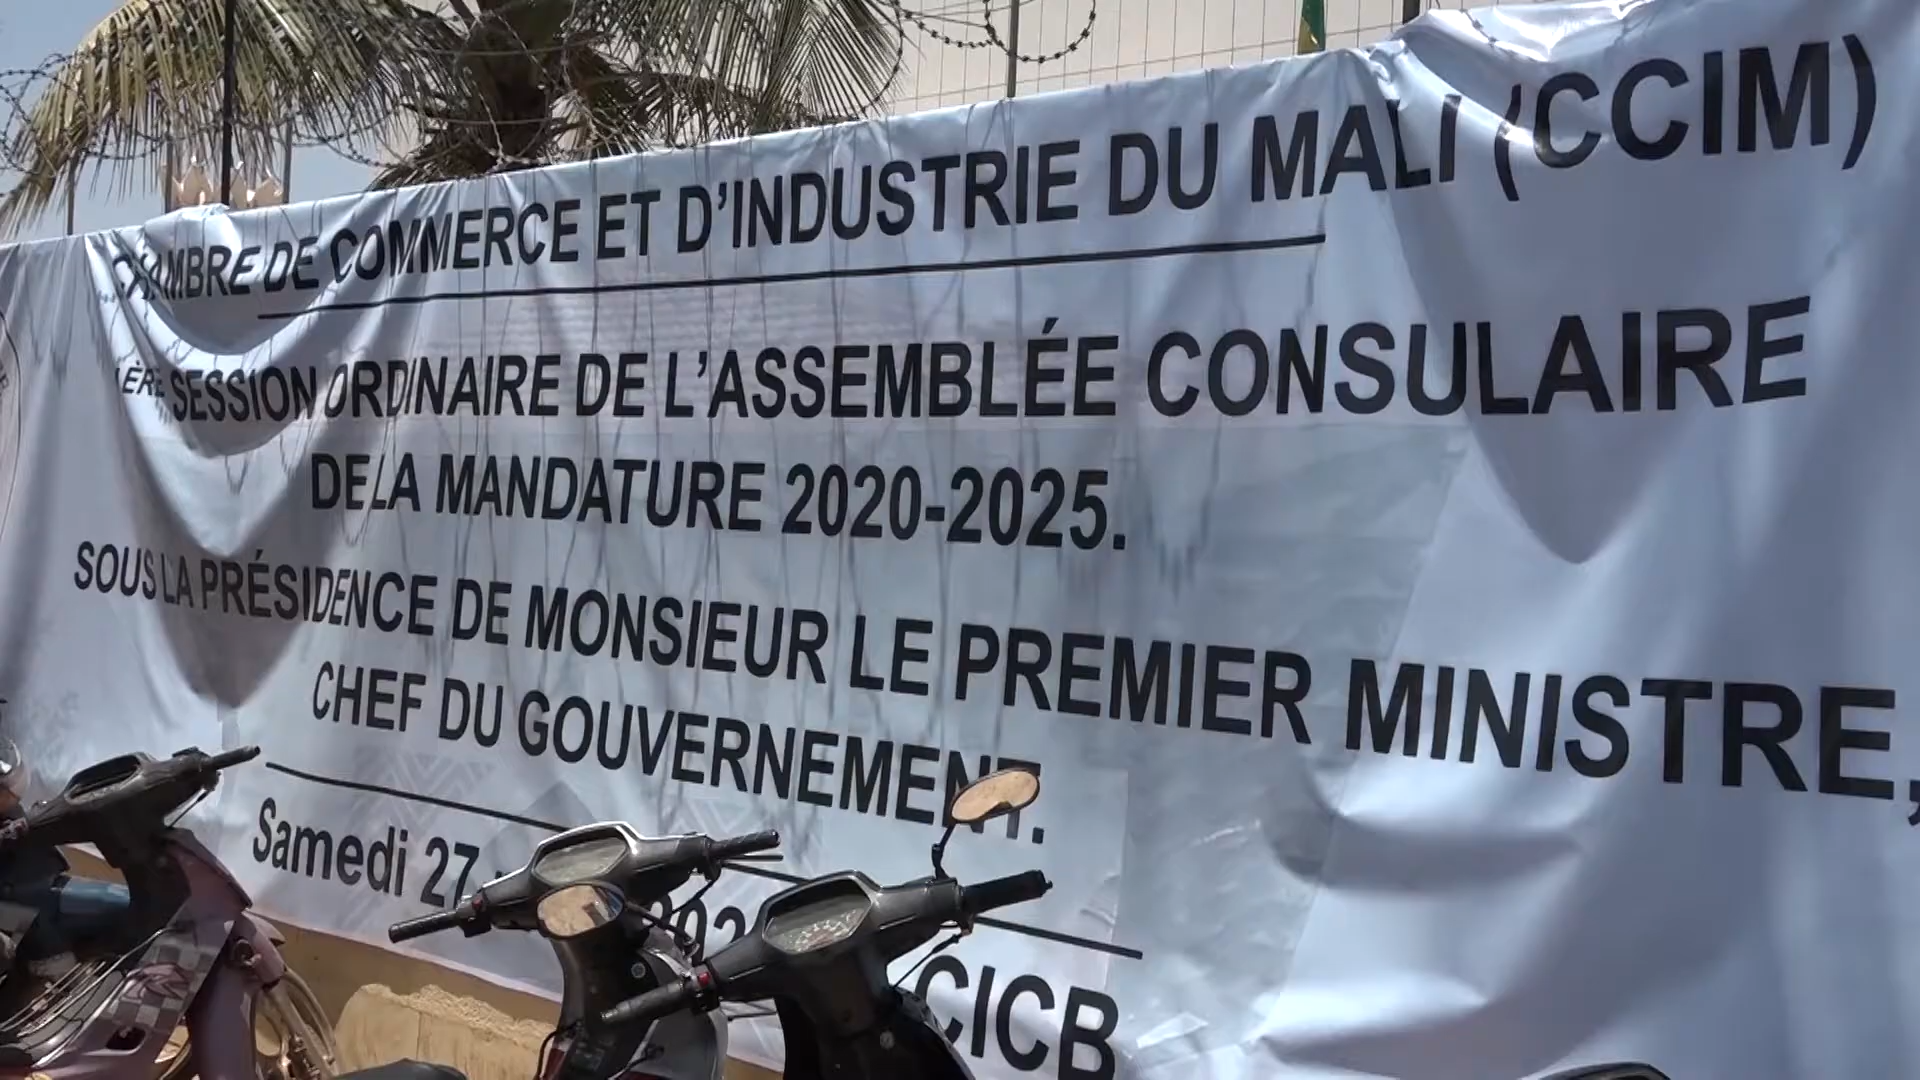 CHAMBRE DE COMMERCE ET D'INDUSTRIE DU MALI (CCIM)
1ÈRE SESSION ORDINAIRE DE L'ASSEMBLÉE CONSULAIRE
DE LA MANDATURE 2020-2025.
SOUS LA PRÉSIDENCE DE MONSIEUR LE PREMIER MINISTRE,
CHEF DU GOUVERNEMENT.
Samedi 27
CICB